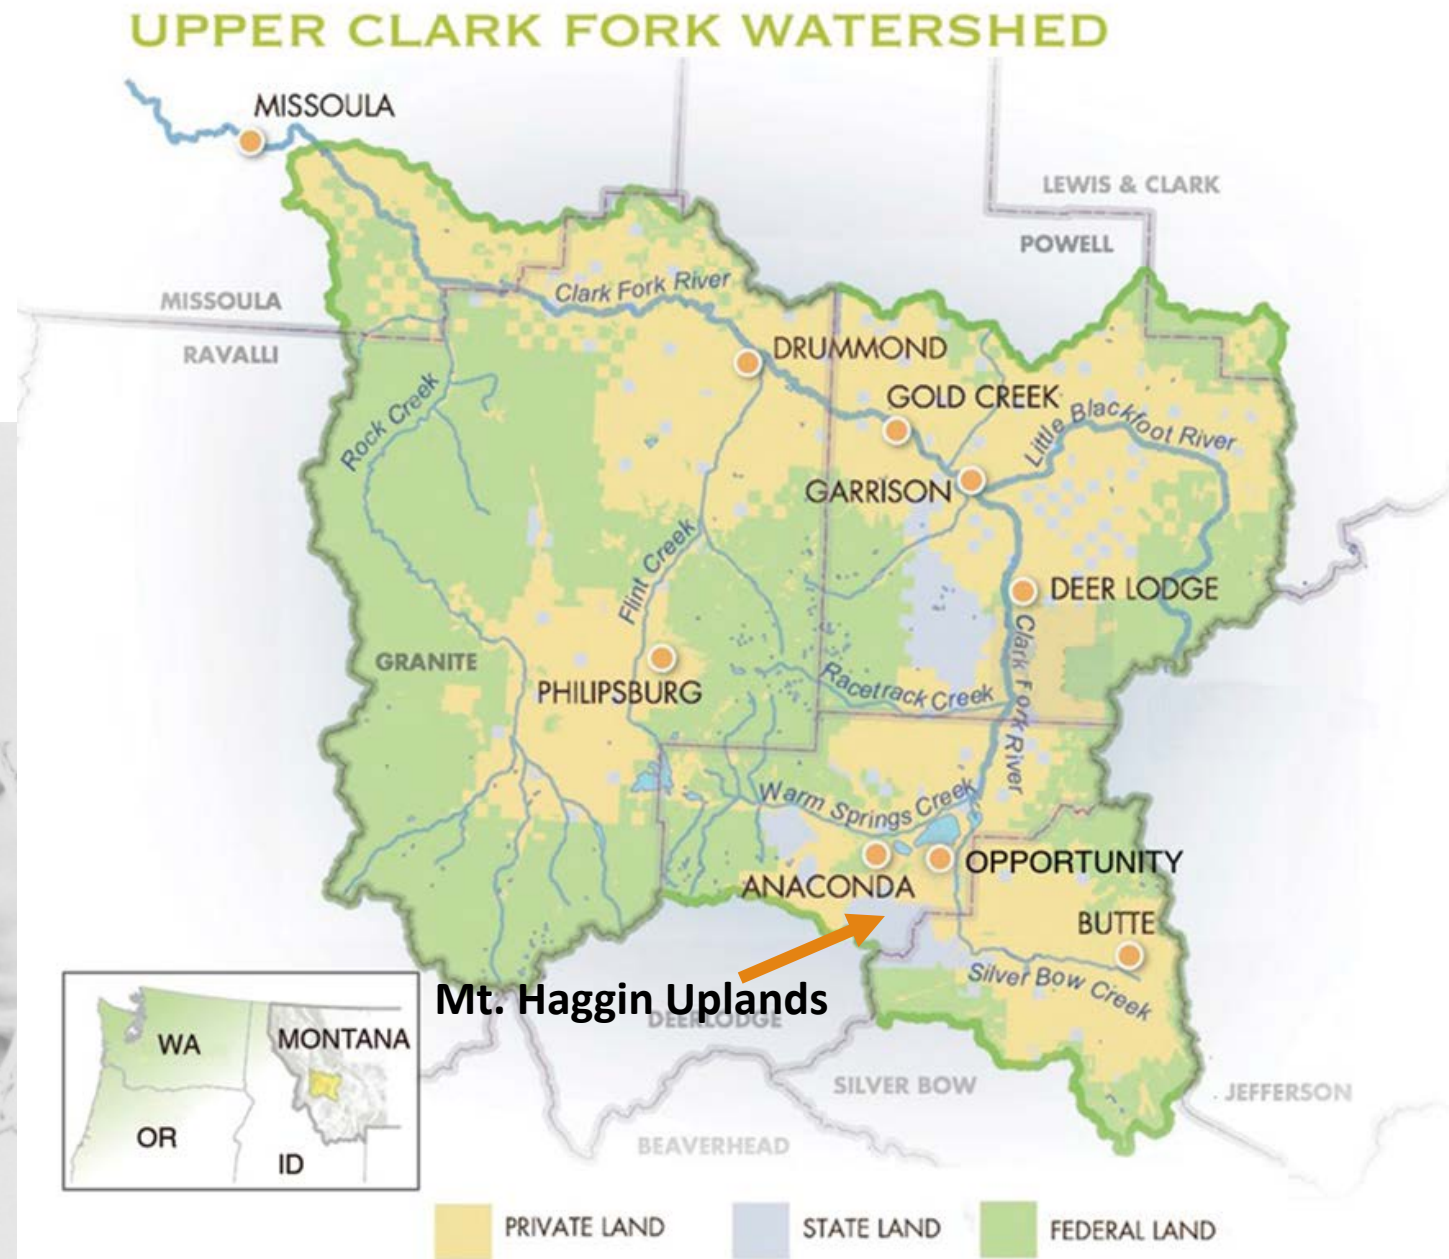 UPPER CLARK FORK WATERSHED
MISSOULA
LEWIS & CLARK
POWELL
MISSOULA
RAVALLI
Clark Fork River
DRUMMOND
GOLD CREEK
Rock Creek
Little Blackfoot River
GARRISON
Flint Creek
DEER LODGE
GRANITE
PHILIPSBURG
Racetrack Creek
Clark Fork River
Warm Springs Creek
OPPORTUNITY
ANACONDA
BUTTE
Silver Bow Creek
Mt. Haggin Uplands
DEER LODGE
WA
MONTANA
OR
ID
SILVER BOW
JEFFERSON
BEAVERHEAD
PRIVATE LAND
STATE LAND
FEDERAL LAND